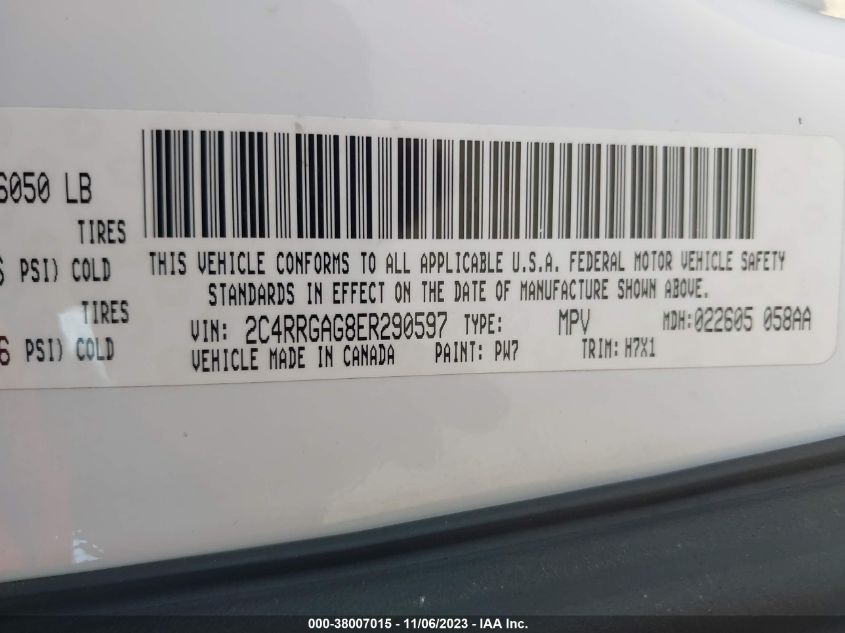 6050 LB
TIRES
PSI) COLD
TIRES
6 PSI) COLD
THIS VEHICLE CONFORMS TO ALL APPLICABLE U.S.A. FEDERAL MOTOR VEHICLE SAFETY
STANDARDS IN EFFECT ON THE DATE OF MANUFACTURE SHOWN ABOVE.
VIN: 2C4RRGAG8ER290597 TYPE: MPV MDH:022605 058AA
VEHICLE MADE IN CANADA PAINT: PW7 TRIM: H7X1
000-38007015 - 11/06/2023 - IAA Inc.